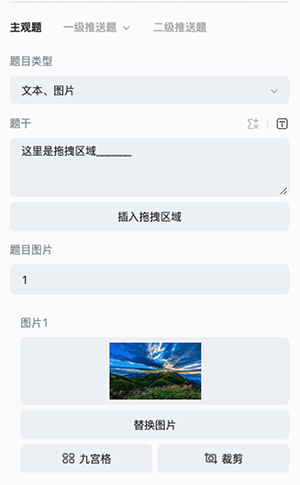 主观题 一级推送题 二级推送题
题目类型
文本、图片
题干
这里是拖拽区域______
插入拖拽区域
题目图片
1
图片1
替换图片
九宫格 裁剪